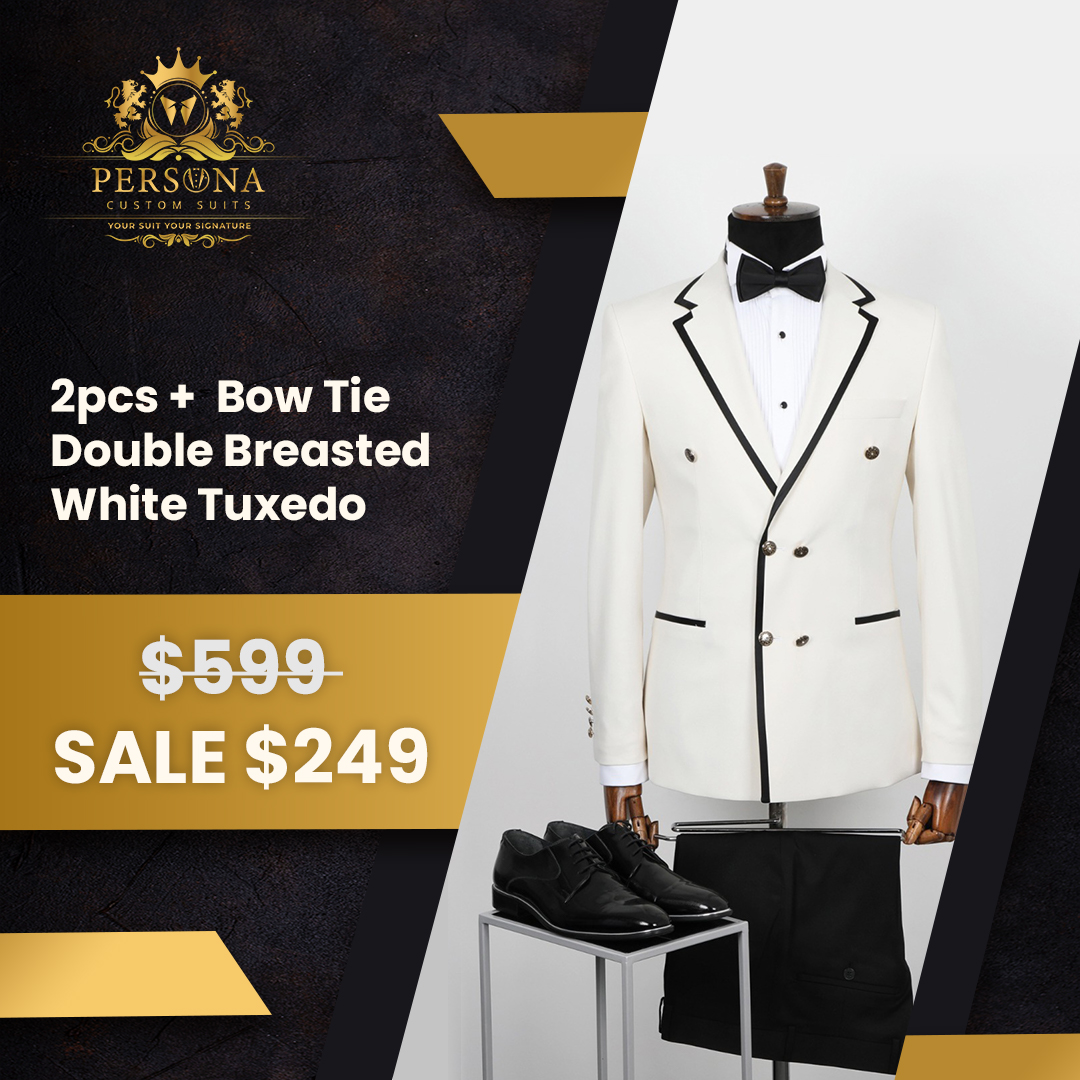 PERSONA
CUSTOM SUITS
YOUR SUIT YOUR SIGNATURE
2pcs + Bow Tie
Double Breasted
White Tuxedo
$599
SALE $249